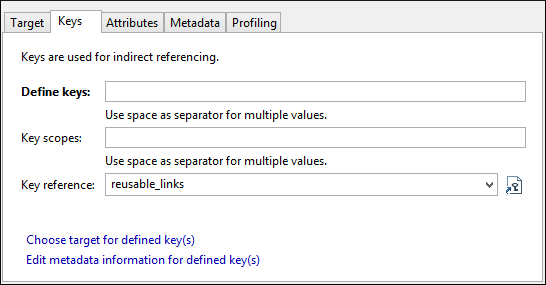 Target Keys Attributes Metadata Profiling
Keys are used for indirect referencing.
Define keys:
Use space as separator for multiple values.
Key scopes:
Use space as separator for multiple values.
Key reference: reusable_links
Choose target for defined key(s)
Edit metadata information for defined key(s)